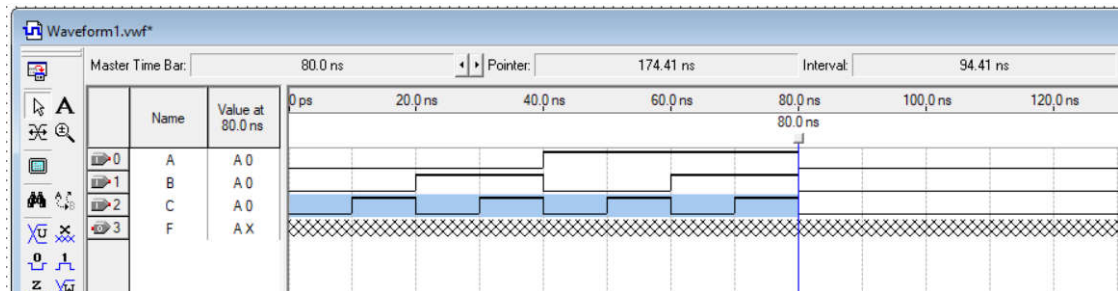 Waveform1.vwf*
Master Time Bar: 80.0 ns Pointer: 174.41 ns Interval: 94.41 ns
Name Value at 80.0 ns 0 ps 20.0 ns 40.0 ns 60.0 ns 80.0 ns 100.0 ns 120.0 ns
80.0 ns
0 A A 0
1 B A 0
2 C A 0
3 F A X